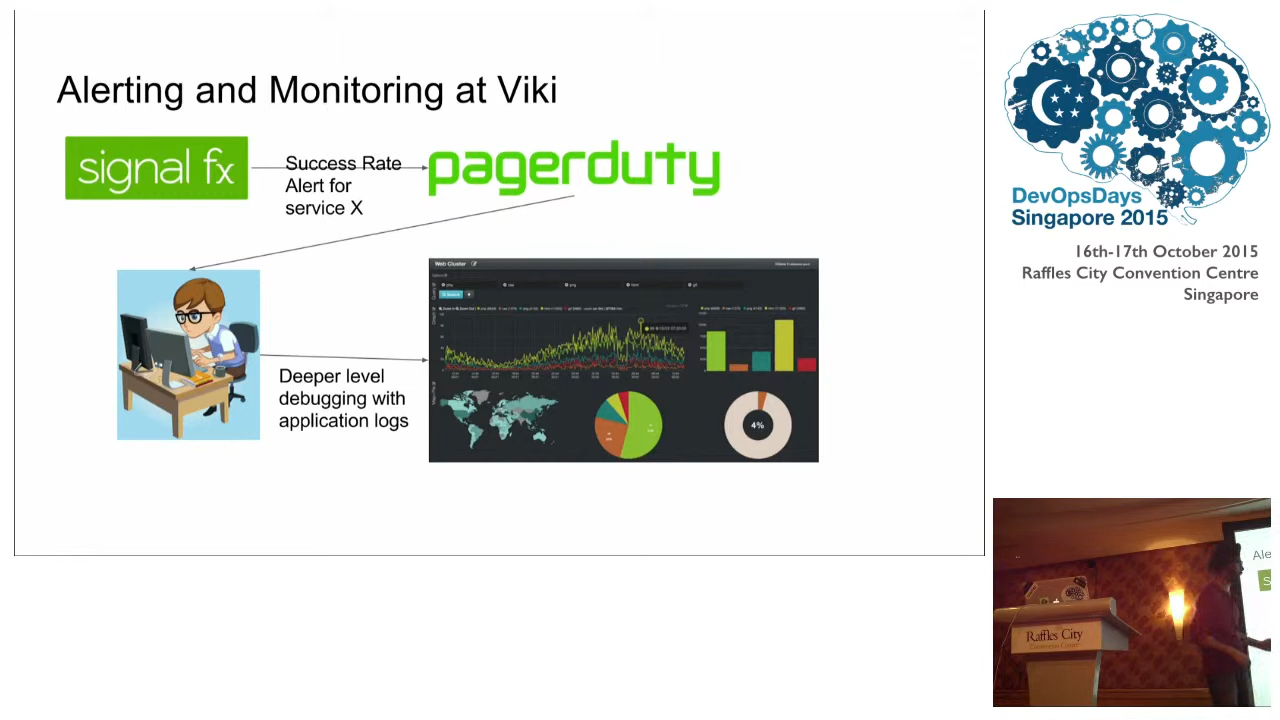 Alerting and Monitoring at Viki
signal fx
Success Rate
Alert for
service X
pagerduty
Deeper level
debugging with
application logs
Web Cluster
4%
DevOpsDays
Singapore 2015
16th-17th October 2015
Raffles City Convention Centre
Singapore
Raffles City
Ale
S